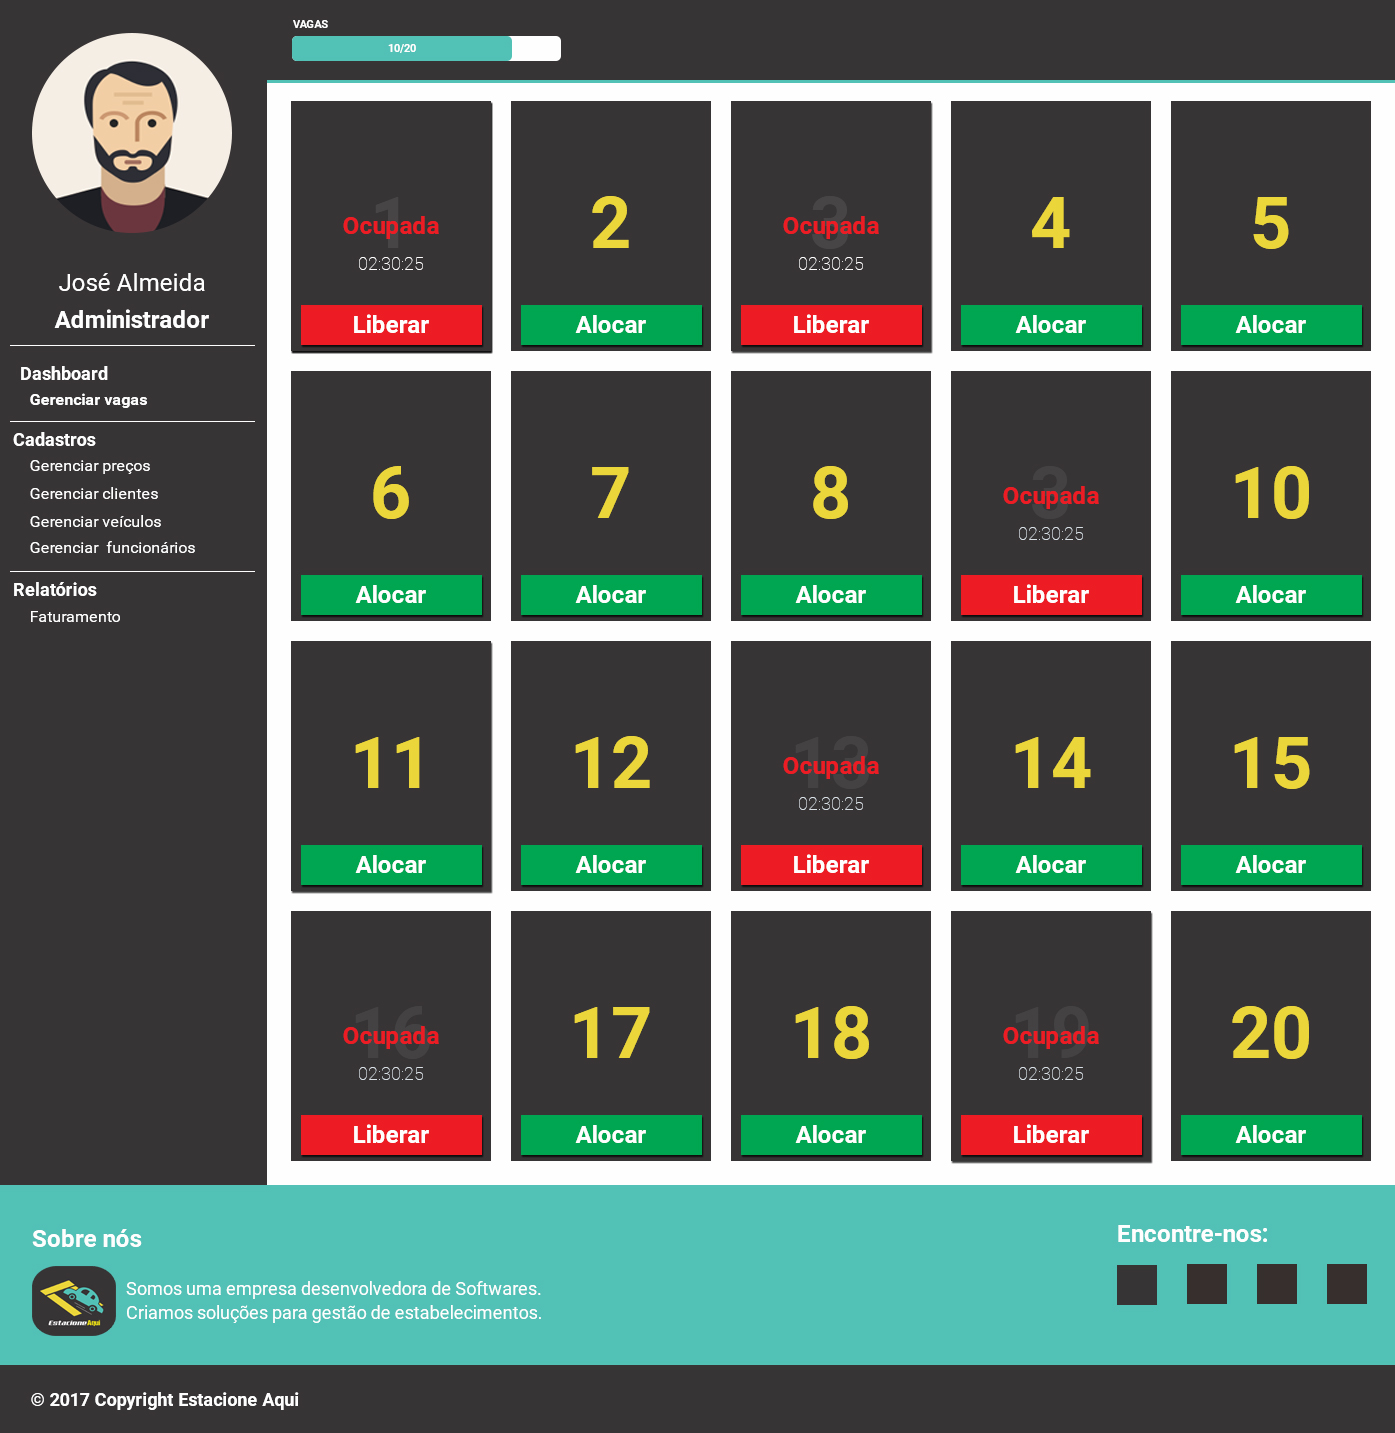 VAGAS
10/20
José Almeida
Administrador
Dashboard
Gerenciar vagas
Cadastros
Gerenciar preços
Gerenciar clientes
Gerenciar veículos
Gerenciar  funcionários
Relatórios
Faturamento
1
Ocupada
02:30:25
Liberar
2
Alocar
3
Ocupada
02:30:25
Liberar
4
Alocar
5
Alocar
6
Alocar
7
Alocar
8
Alocar
3
Ocupada
02:30:25
Liberar
10
Alocar
11
Alocar
12
Alocar
13
Ocupada
02:30:25
Liberar
14
Alocar
15
Alocar
16
Ocupada
02:30:25
Liberar
17
Alocar
18
Alocar
19
Ocupada
02:30:25
Liberar
20
Alocar
Sobre nós
EstacioneAqui
Somos uma empresa desenvolvedora de Softwares.
Criamos soluções para gestão de estabelecimentos.
Encontre-nos:
© 2017 Copyright Estacione Aqui